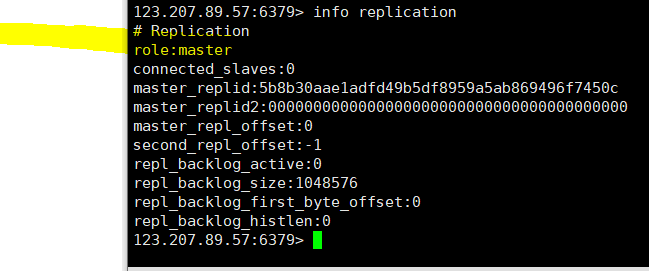 123.207.89.57:6379> info replication
# Replication
role:master
connected_slaves:0
master_replid:5b8b30aae1adfd49b5df8959a5ab869496f7450c
master_replid2:0000000000000000000000000000000000000000
master_repl_offset:0
second_repl_offset:-1
repl_backlog_active:0
repl_backlog_size:1048576
repl_backlog_first_byte_offset:0
repl_backlog_histlen:0
123.207.89.57:6379>